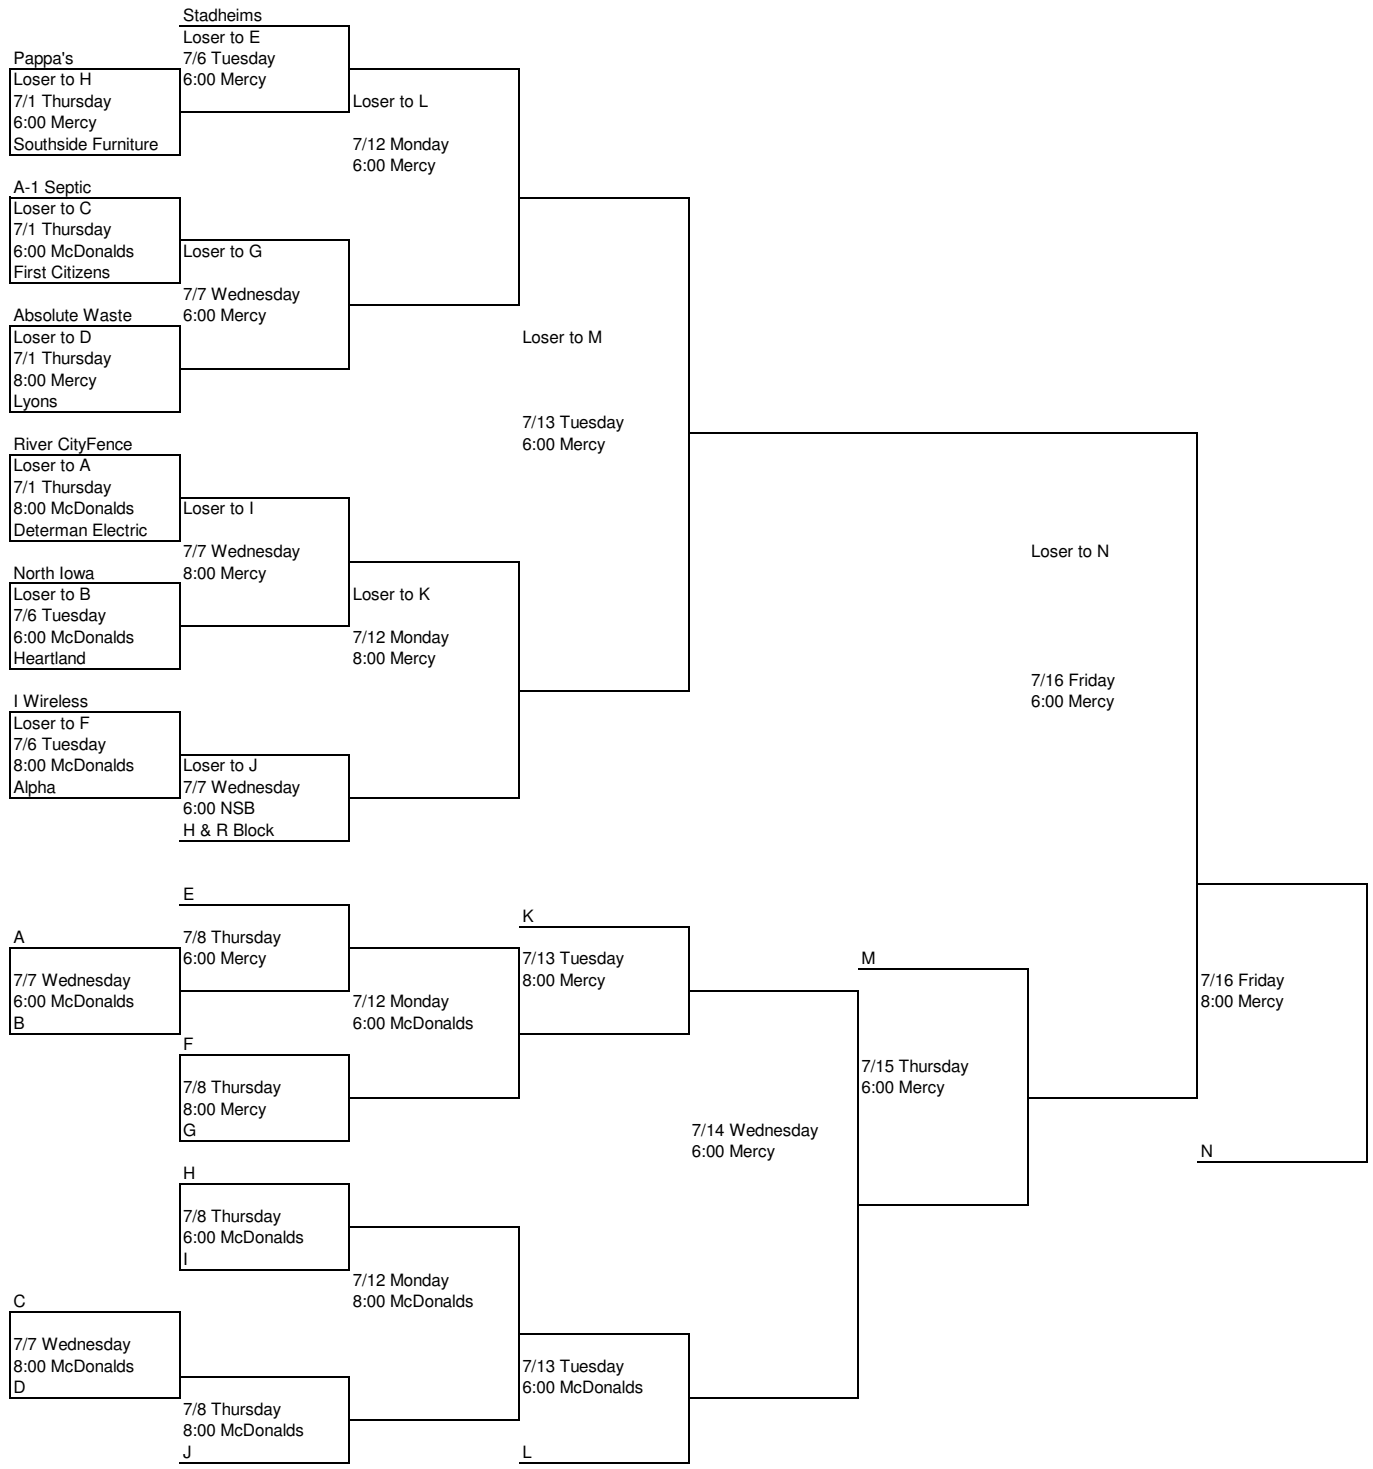 Stadheims
Loser to E
7/6 Tuesday
6:00 Mercy
Pappa's
Loser to H
7/1 Thursday
6:00 Mercy
Southside Furniture
Loser to L
7/12 Monday
6:00 Mercy
A-1 Septic
Loser to C
7/1 Thursday
6:00 McDonalds
First Citizens
Loser to G
7/7 Wednesday
6:00 Mercy
Absolute Waste
Loser to D
7/1 Thursday
8:00 Mercy
Lyons
Loser to M
7/13 Tuesday
6:00 Mercy
River CityFence
Loser to A
7/1 Thursday
8:00 McDonalds
Determan Electric
Loser to I
7/7 Wednesday
8:00 Mercy
North Iowa
Loser to B
7/6 Tuesday
6:00 McDonalds
Heartland
Loser to K
7/12 Monday
8:00 Mercy
Loser to N
7/16 Friday
6:00 Mercy
I Wireless
Loser to F
7/6 Tuesday
8:00 McDonalds
Alpha
Loser to J
7/7 Wednesday
6:00 NSB
H & R Block
E
7/8 Thursday
6:00 Mercy
A
7/7 Wednesday
6:00 McDonalds
B
K
7/13 Tuesday
8:00 Mercy
7/12 Monday
6:00 McDonalds
M
7/16 Friday
8:00 Mercy
F
7/8 Thursday
8:00 Mercy
G
7/15 Thursday
6:00 Mercy
7/14 Wednesday
6:00 Mercy
N
H
7/8 Thursday
6:00 McDonalds
I
7/12 Monday
8:00 McDonalds
C
7/7 Wednesday
8:00 McDonalds
D
7/13 Tuesday
6:00 McDonalds
7/8 Thursday
8:00 McDonalds
J
L